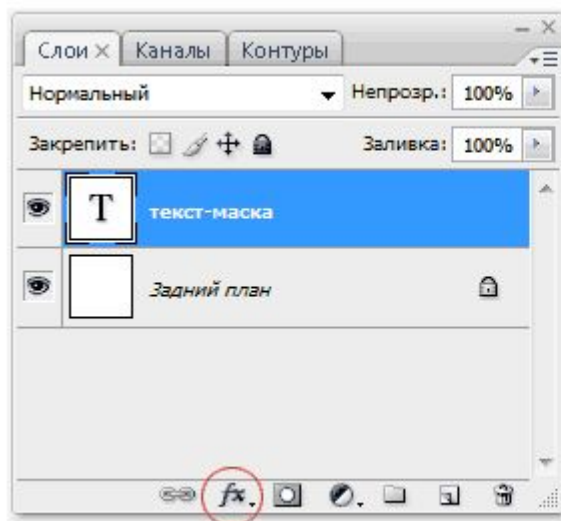 Слои × Каналы Контуры
Нормальный Непрозр.: 100%
Закрепить: Заливка: 100%
T текст-маска
Задний план
fx.